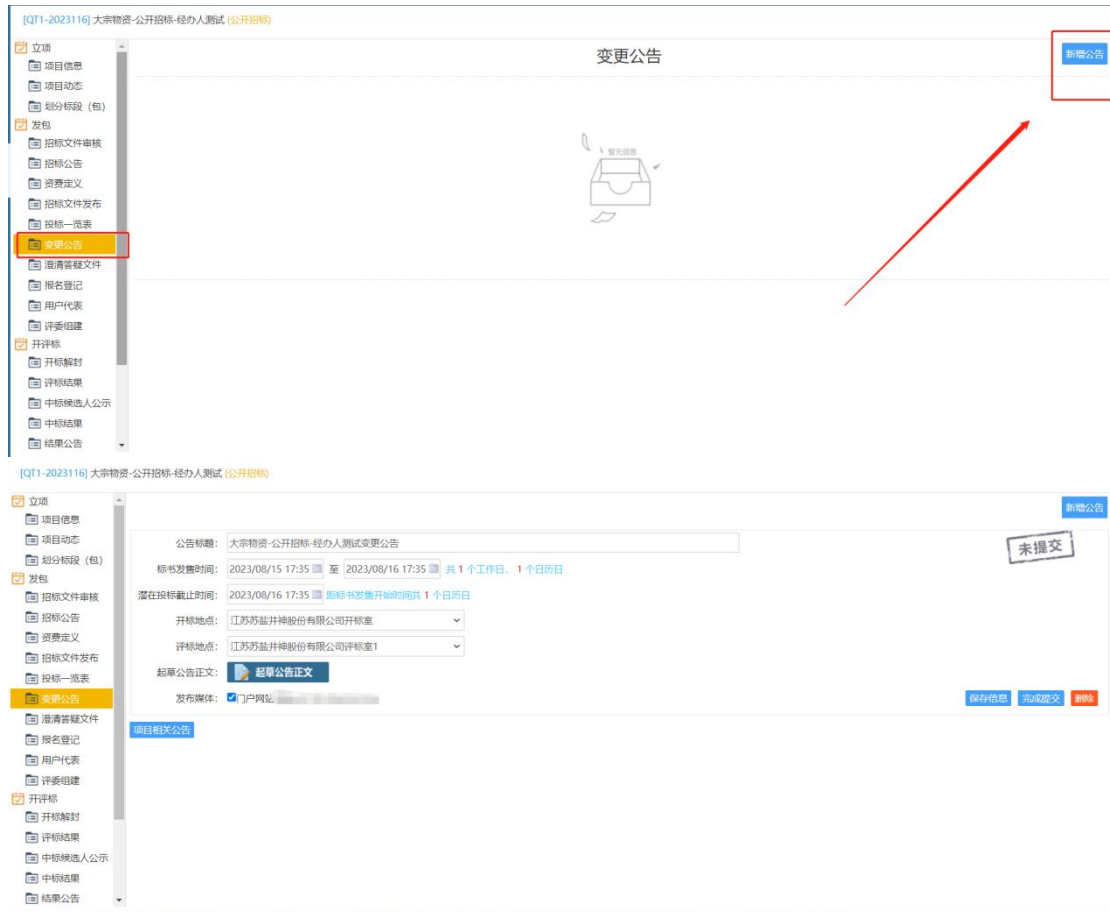 [QT1-2023116] 大宗物资-公开招标-经办人测试 (公开招标)
立项
项目信息
项目动态
划分标段（包）
发包
招标文件审核
招标公告
资费定义
招标文件发布
投标一览表
变更公告
澄清答疑文件
报名登记
用户代表
评委组建
开评标
开标解封
评标结果
中标候选人公示
中标结果
结果公告
变更公告
新增公告
暂无信息
[QT1-2023116] 大宗物资-公开招标-经办人测试 (公开招标)
立项
项目信息
项目动态
划分标段（包）
发包
招标文件审核
招标公告
资费定义
招标文件发布
投标一览表
变更公告
澄清答疑文件
报名登记
用户代表
评委组建
开评标
开标解封
评标结果
中标候选人公示
中标结果
结果公告
新增公告
公告标题： 大宗物资-公开招标-经办人测试变更公告
未提交
标书发售时间： 2023/08/15 17:35 至 2023/08/16 17:35 共 1 个工作日， 1 个日历日
潜在投标截止时间： 2023/08/16 17:35 距标书发售开始时间共 1 个日历日
开标地点： 江苏苏盐井神股份有限公司开标室
评标地点： 江苏苏盐井神股份有限公司评标室1
起草公告正文： 起草公告正文
发布媒体： 门户网站
保存信息 完成提交 删除
项目相关公告